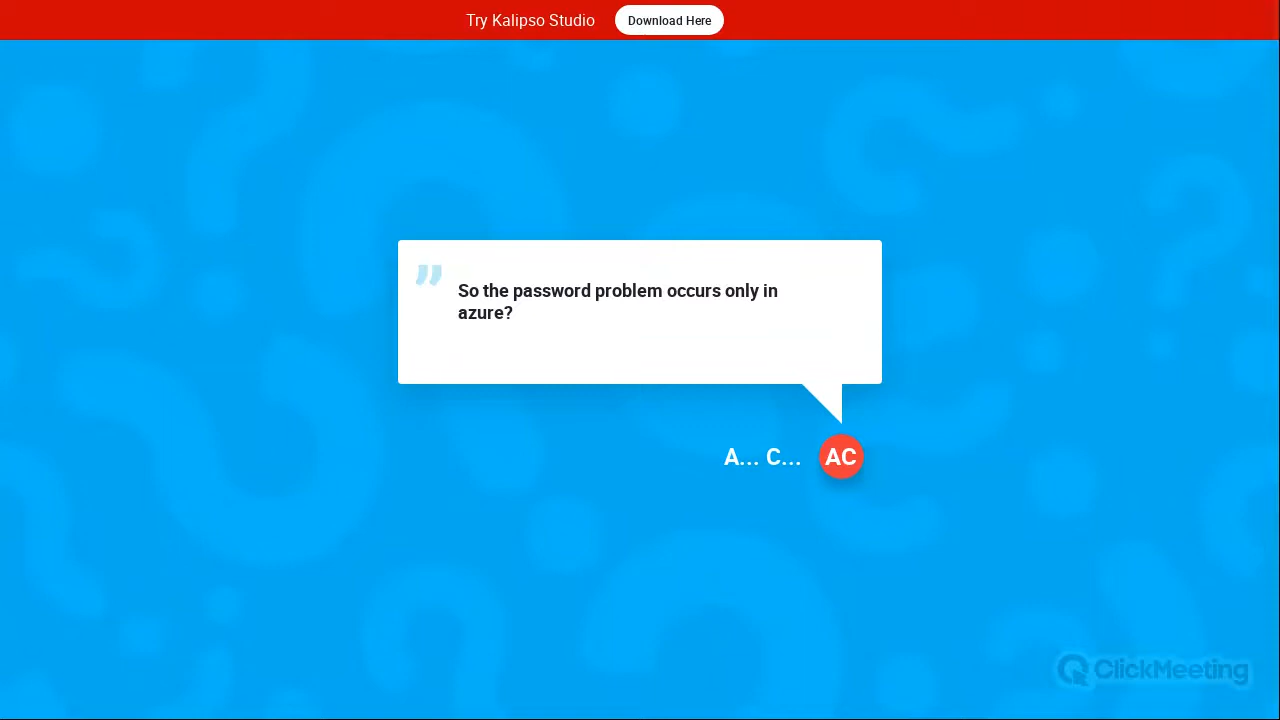 Try Kalipso Studio
Download Here
So the password problem occurs only in
azure?
A... C...
AC
ClickMeeting